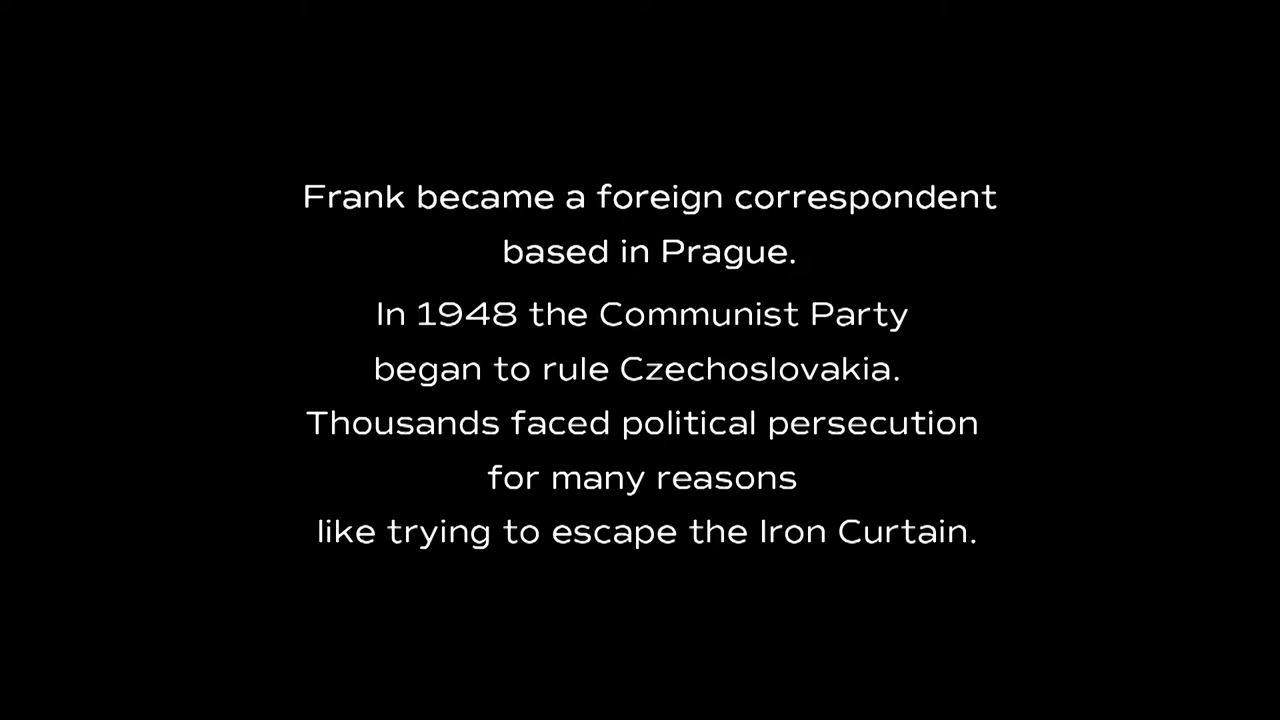 Frank became a foreign correspondent
based in Prague.
In 1948 the Communist Party
began to rule Czechoslovakia.
Thousands faced political persecution
for many reasons
like trying to escape the Iron Curtain.